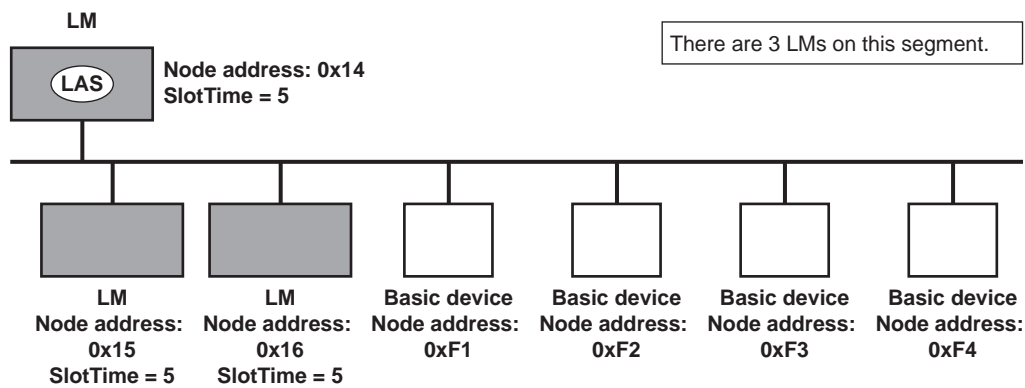 LM
There are 3 LMs on this segment.
LAS
Node address: 0x14
SlotTime = 5
LM
Node address:
0x15
SlotTime = 5
LM
Node address:
0x16
SlotTime = 5
Basic device
Node address:
0xF1
Basic device
Node address:
0xF2
Basic device
Node address:
0xF3
Basic device
Node address:
0xF4